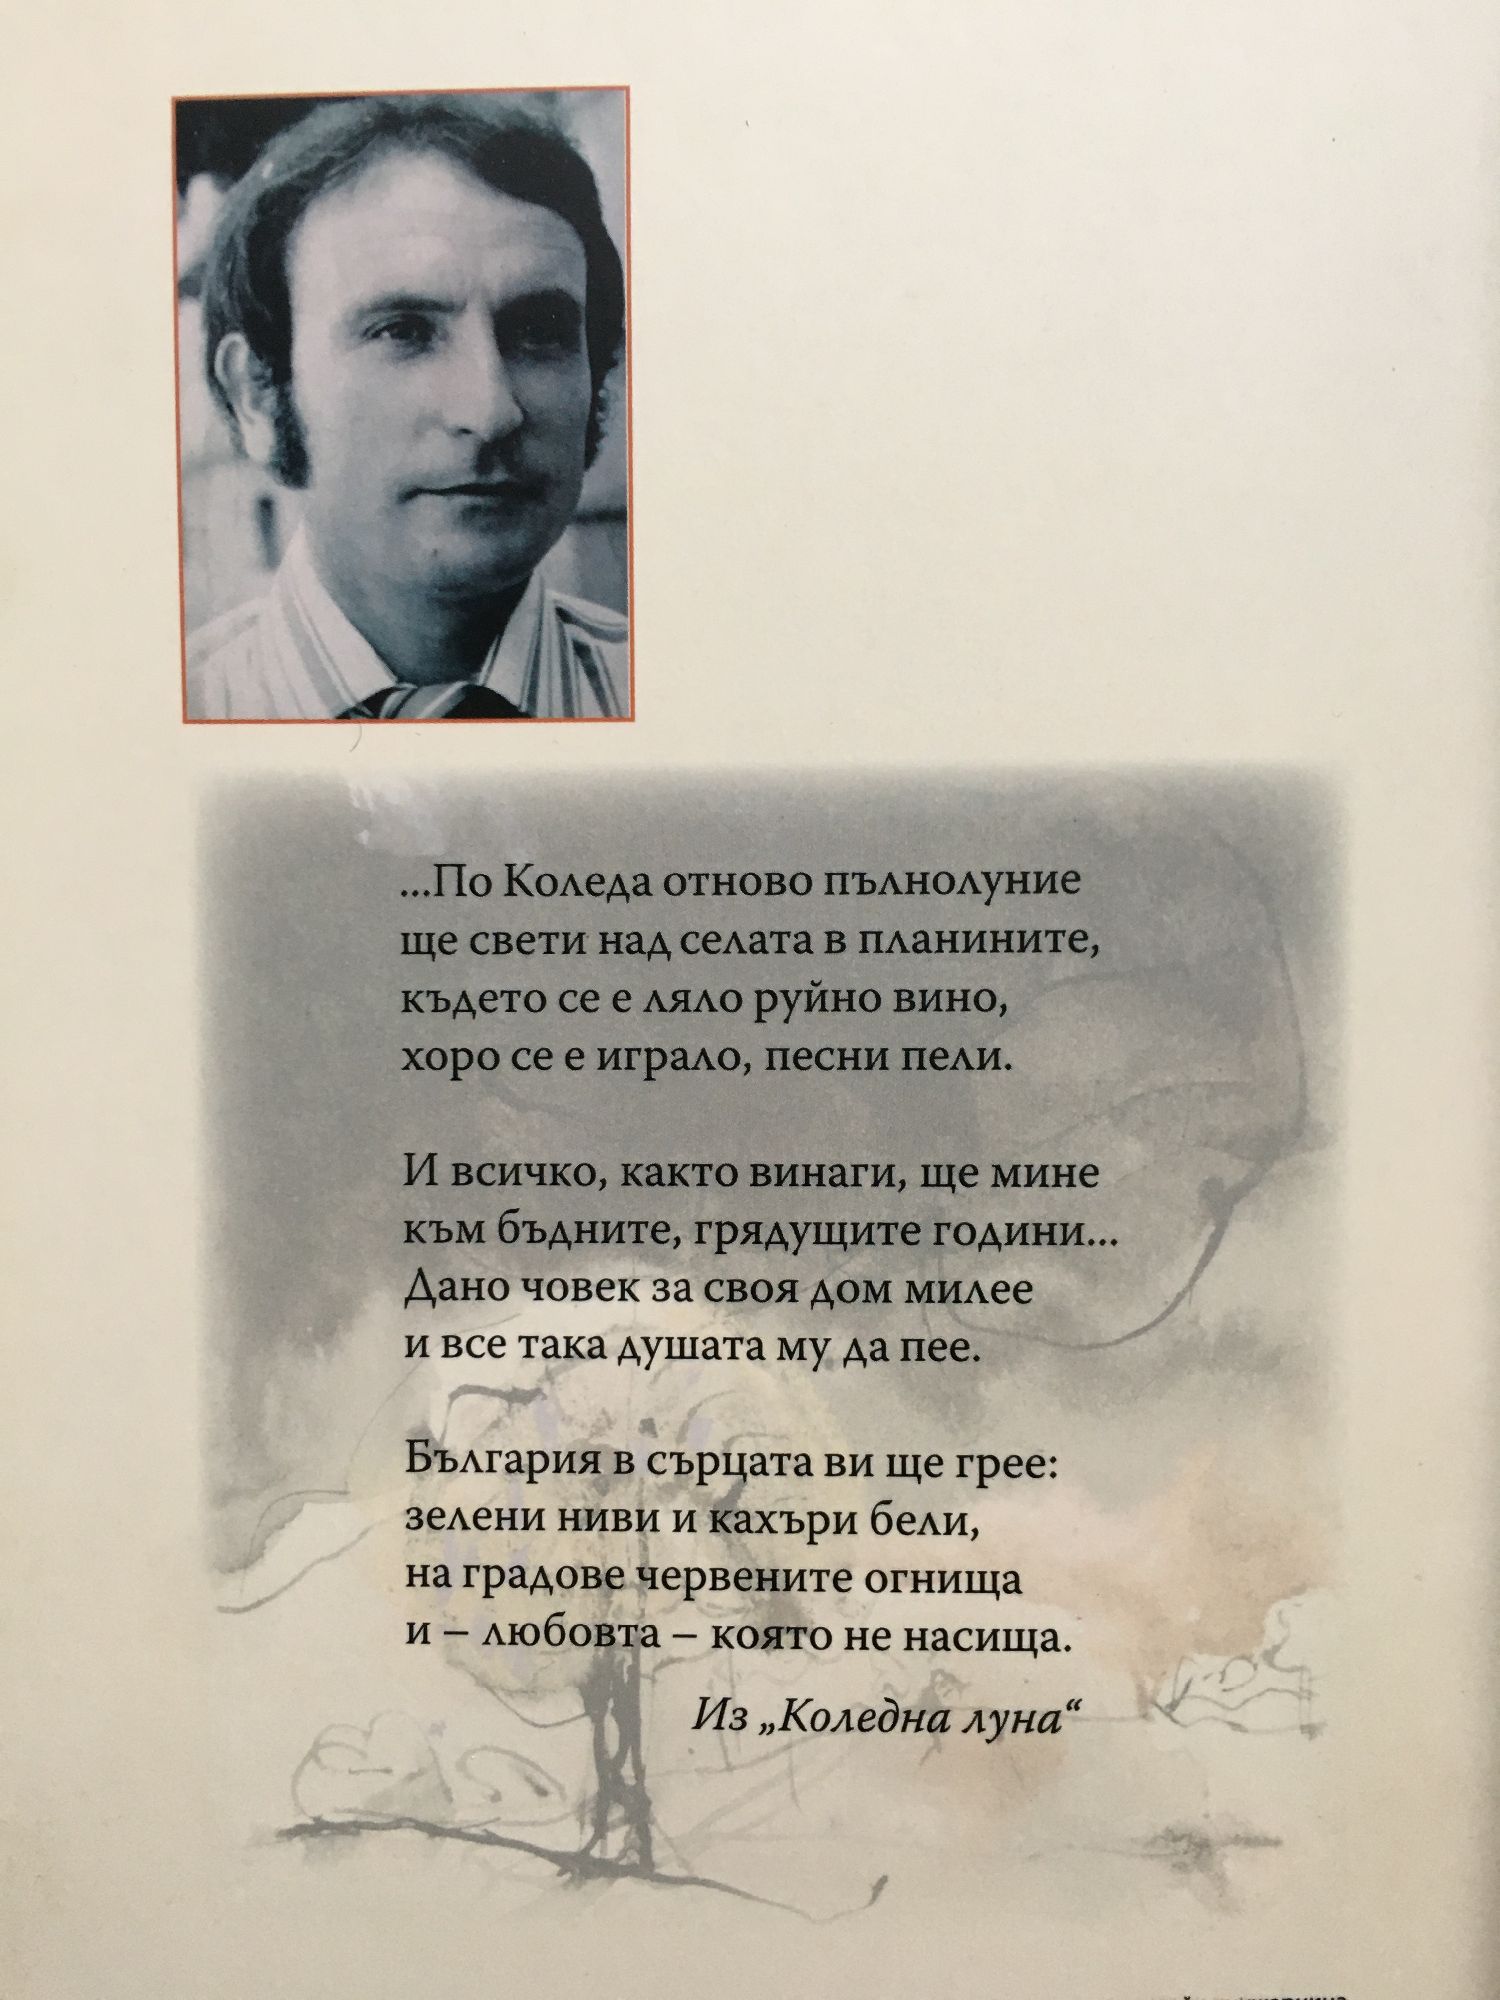 ...По Коледа отново пълнолуние
ще свети над селата в планините,
където се е ляло руйно вино,
хоро се е играло, песни пели.
И всичко, както винаги, ще мине
към бъдните, грядущите години...
Дано човек за своя дом милее
и все така душата му да пее.
България в сърцата ви ще грее:
зелени ниви и кахъри бели,
на градове червените огнища
и – любовта – която не насища.
Из „Коледна луна“